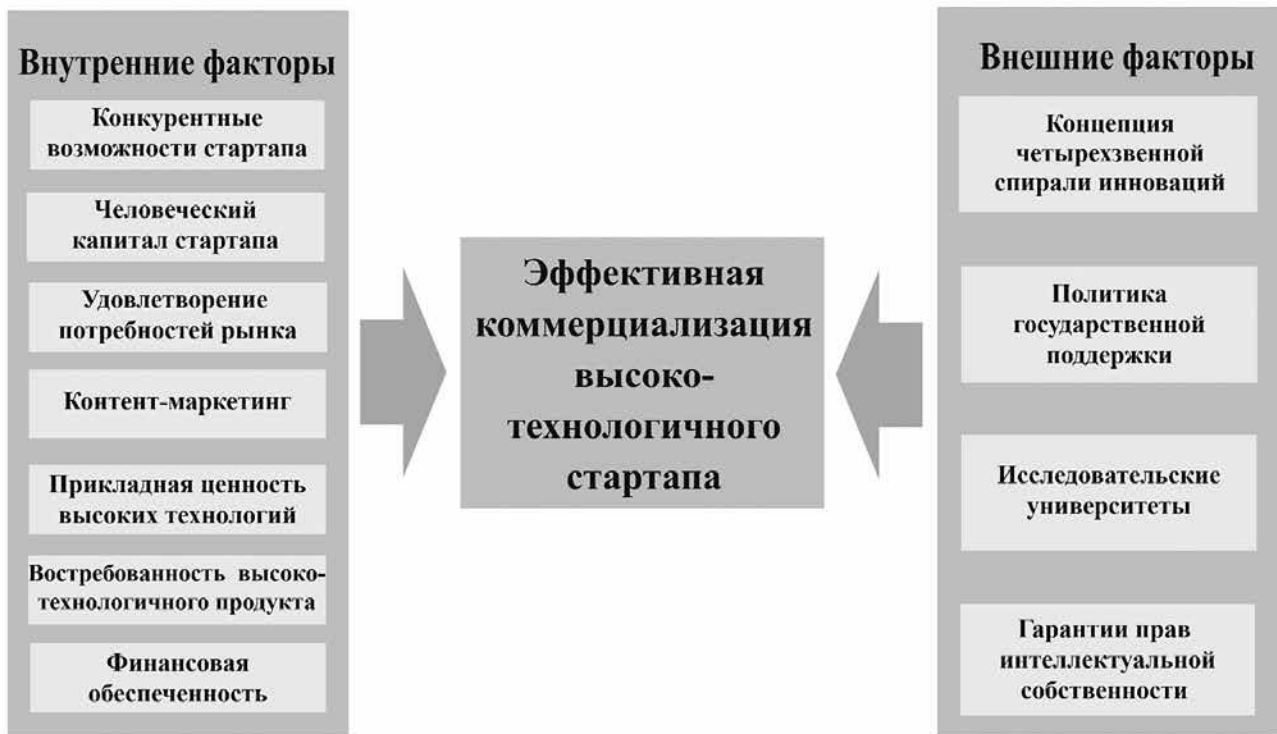 Внутренние факторы
Конкурентные
возможности стартапа
Человеческий
капитал стартапа
Удовлетворение
потребностей рынка
Контент-маркетинг
Прикладная ценность
высоких технологий
Востребованность высоко-
технологичного продукта
Финансовая
обеспеченность
Эффективная
коммерциализация
высоко-
технологичного
стартапа
Внешние факторы
Концепция
четырехзвенной
спирали инноваций
Политика
государственной
поддержки
Исследовательские
университеты
Гарантии прав
интеллектуальной
собственности